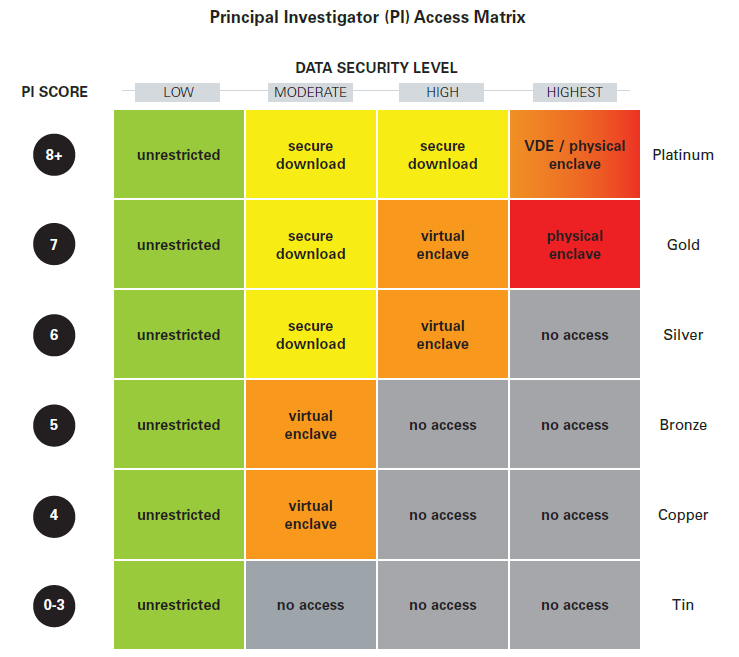 Principal Investigator (PI) Access Matrix
DATA SECURITY LEVEL
PI SCORE
LOW
MODERATE
HIGH
HIGHEST
8+
unrestricted
secure
download
secure
download
VDE / physical
enclave
Platinum
7
unrestricted
secure
download
virtual
enclave
physical
enclave
Gold
6
unrestricted
secure
download
virtual
enclave
no access
Silver
5
unrestricted
virtual
enclave
no access
no access
Bronze
4
unrestricted
virtual
enclave
no access
no access
Copper
0-3
unrestricted
no access
no access
no access
Tin